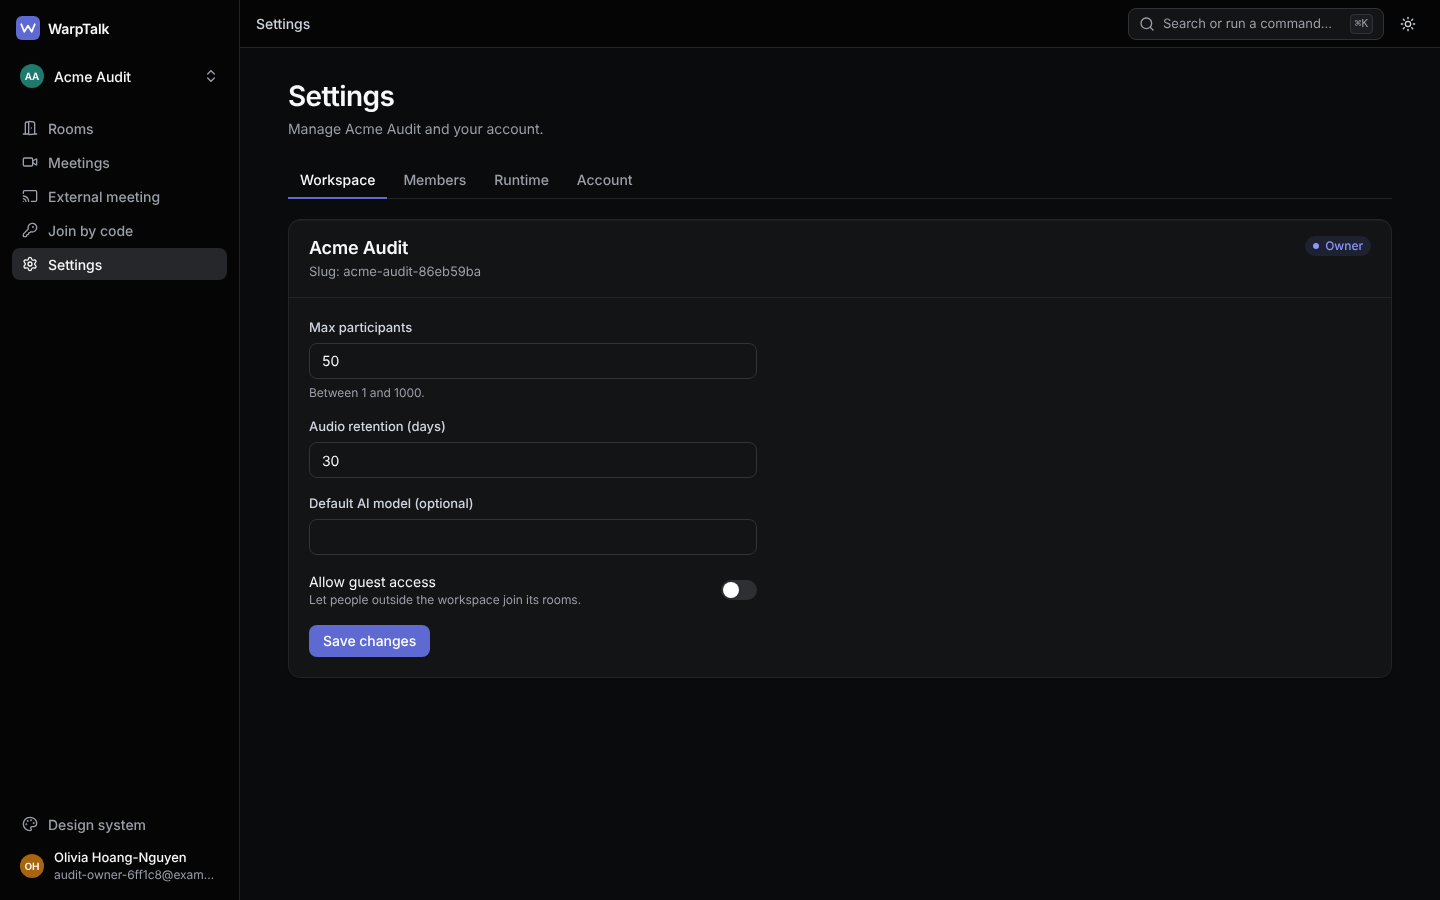 WarpTalk
AA
Acme Audit
Rooms
Meetings
External meeting
Join by code
Settings
Design system
OH
Olivia Hoang-Nguyen
audit-owner-6ff1c8@exam...
Settings
Search or run a command...
⌘K
Settings
Manage Acme Audit and your account.
Workspace
Members
Runtime
Account
Acme Audit
Owner
Slug: acme-audit-86eb59ba
Max participants
50
Between 1 and 1000.
Audio retention (days)
30
Default AI model (optional)
Allow guest access
Let people outside the workspace join its rooms.
Save changes